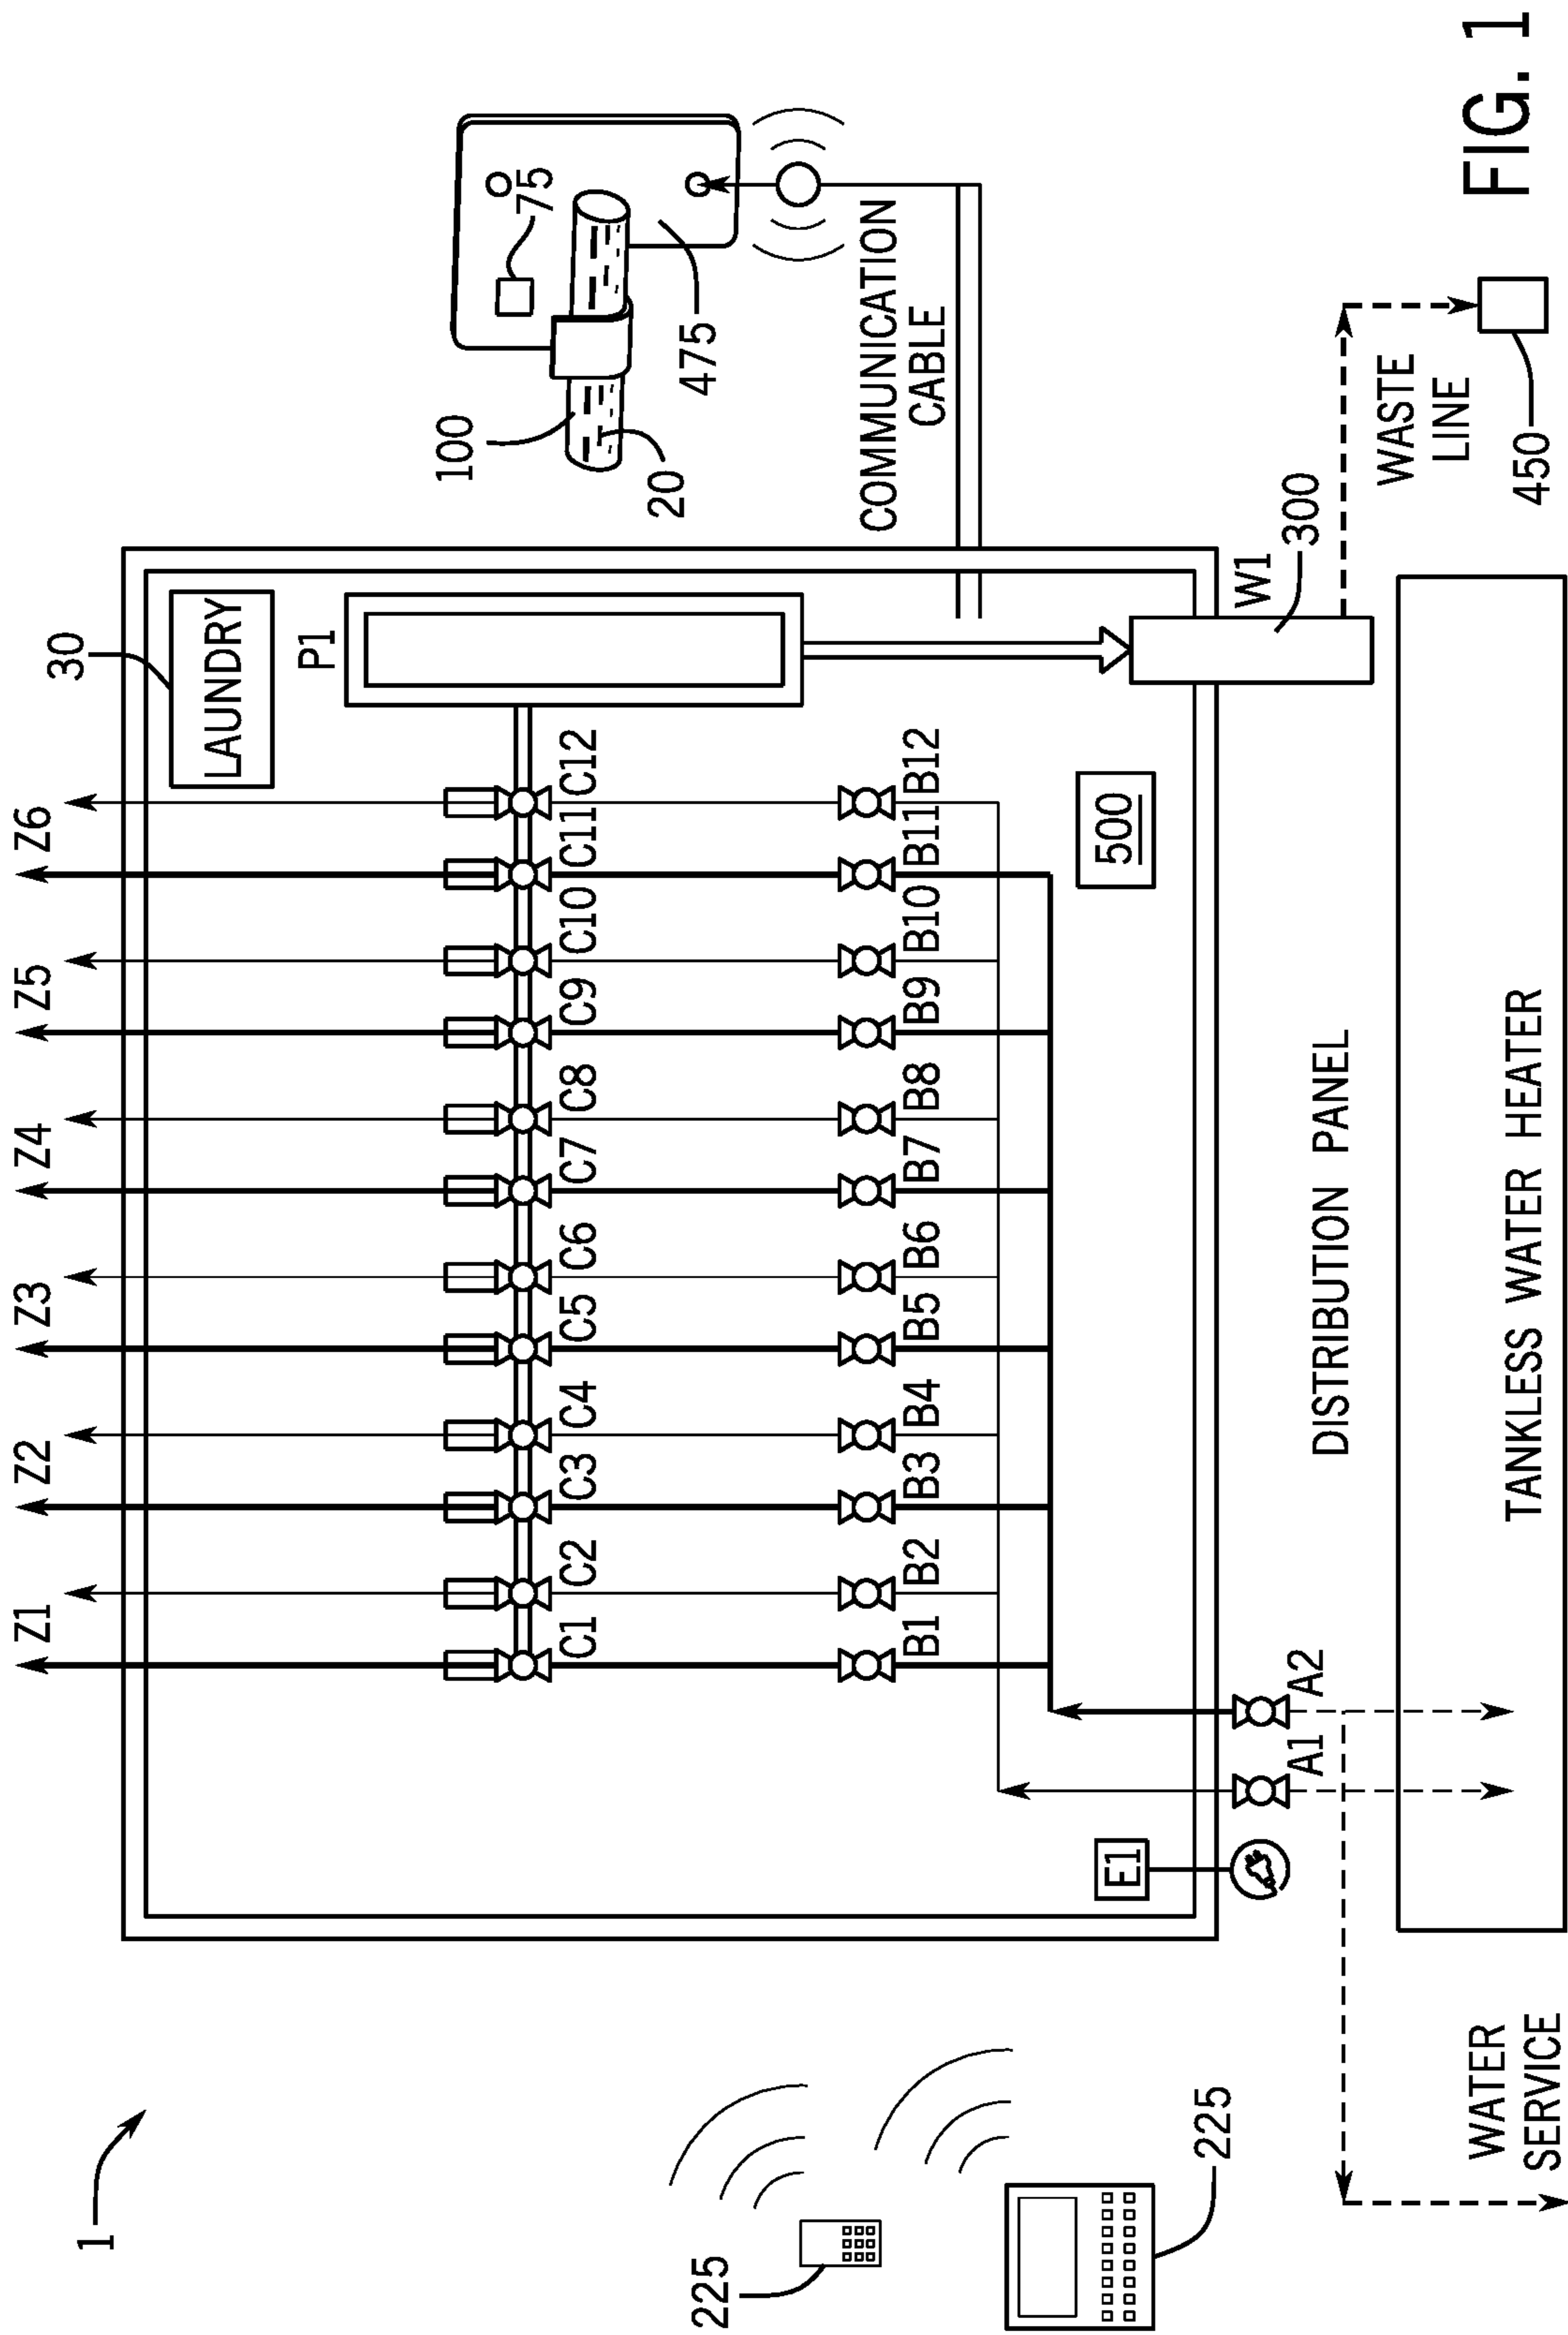 Z1
Z2
Z3
Z4
Z5
Z6
30
LAUNDRY
P1
C1
C2
C3
C4
C5
C6
C7
C8
C9
C10
C11
C12
B1
B2
B3
B4
B5
B6
B7
B8
B9
B10
B11
B12
100
20
75
475
COMMUNICATION
CABLE
1
225
225
E1
500
A1
A2
W1
300
DISTRIBUTION PANEL
WASTE
LINE
450
TANKLESS WATER HEATER
WATER
SERVICE
FIG. 1